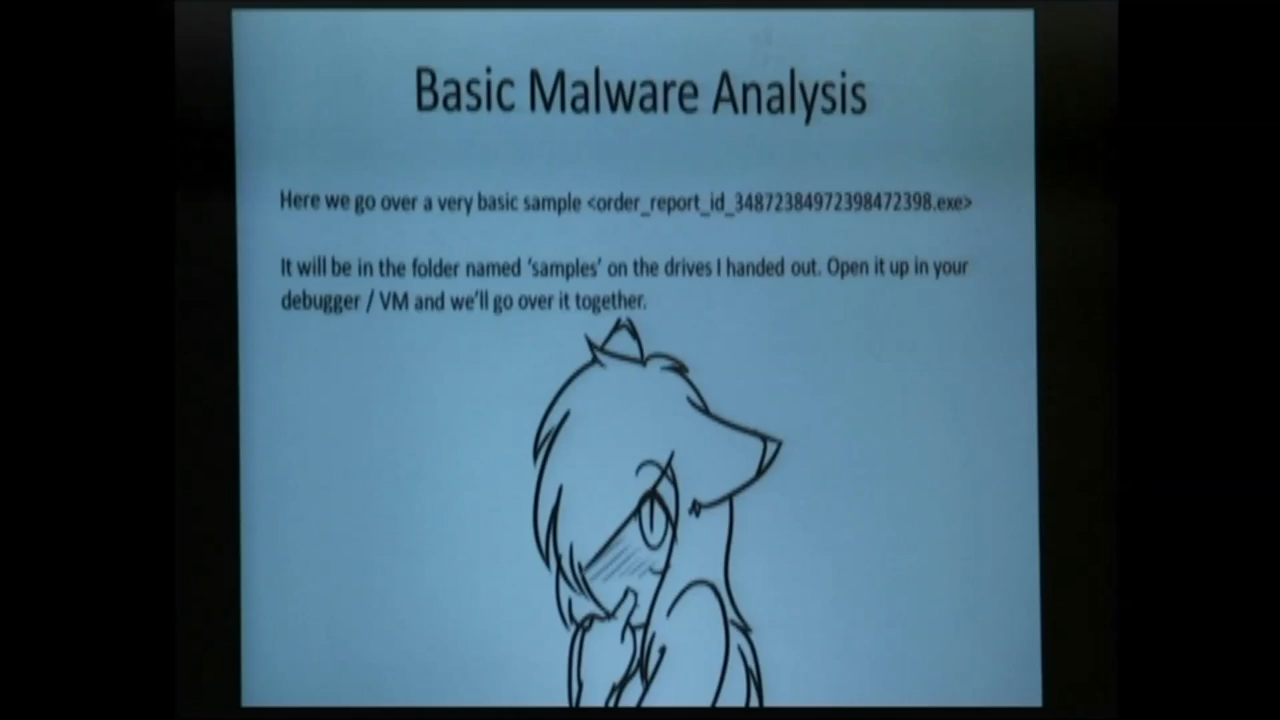 Basic Malware Analysis
Here we go over a very basic sample <order_report_id_34872384972398472398.exe>
It will be in the folder named ‘samples’ on the drives I handed out. Open it up in your
debugger / VM and we’ll go over it together.